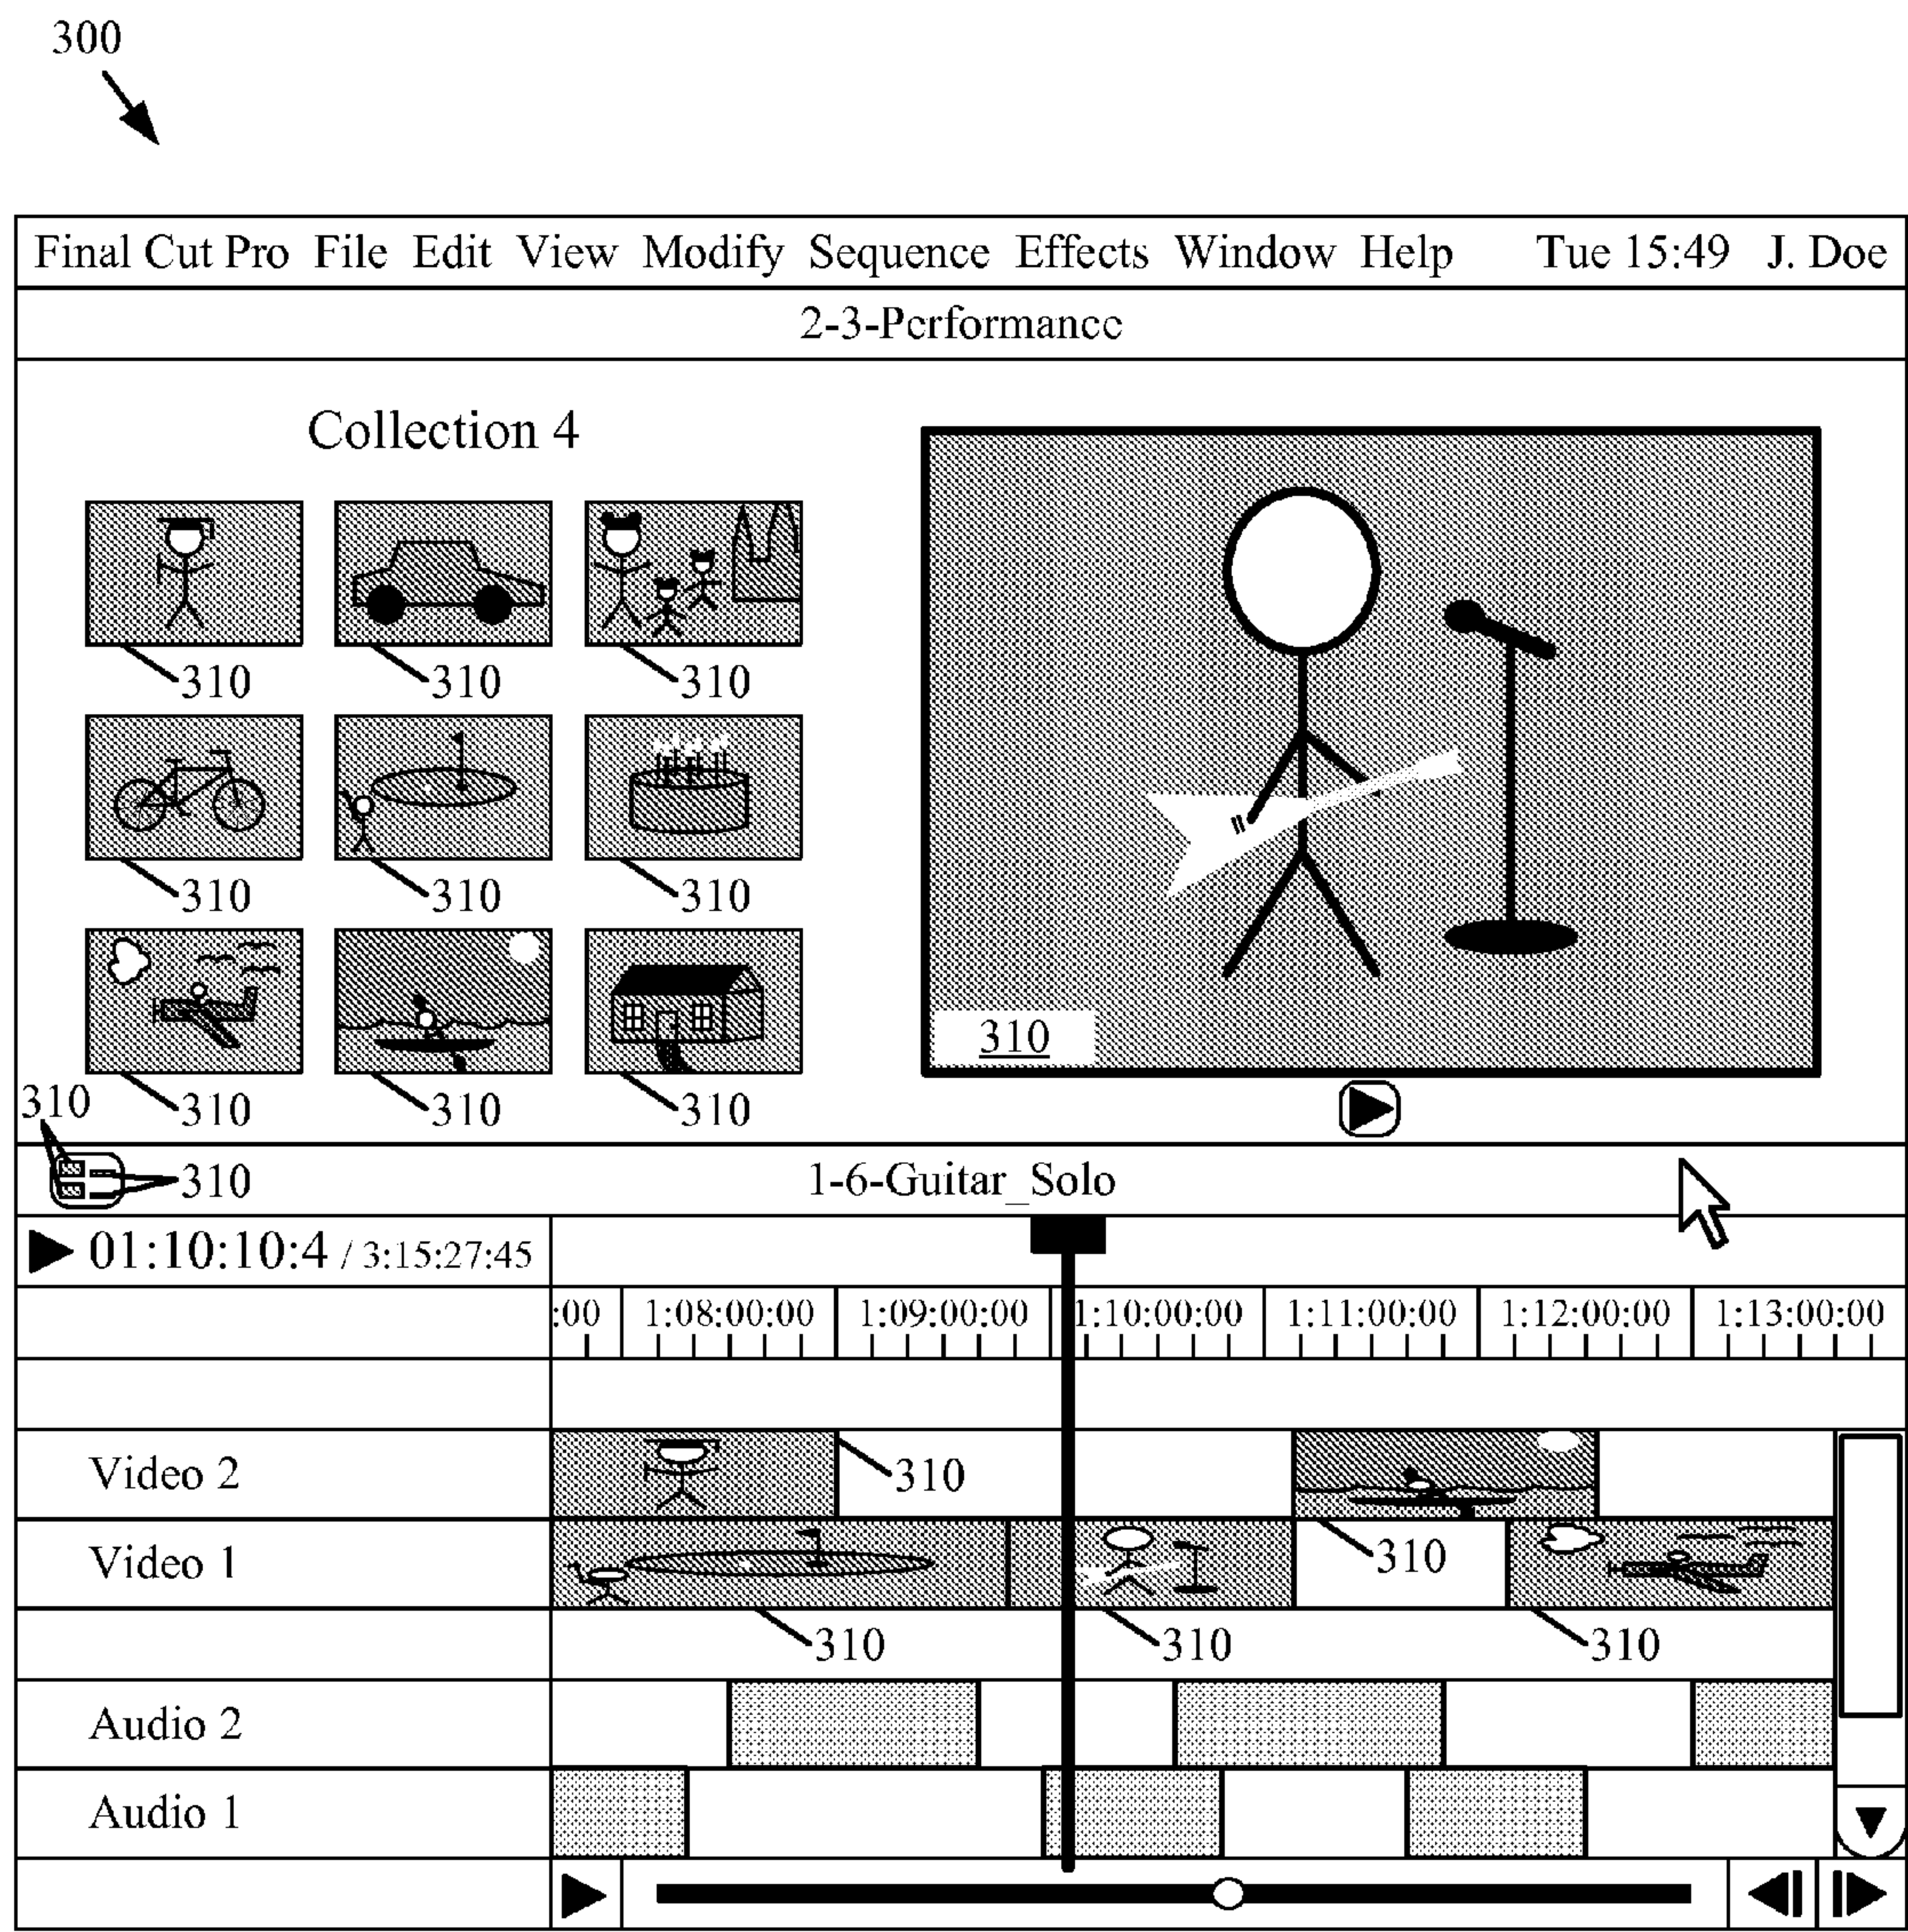 300
Final Cut Pro File Edit View Modify Sequence Effects Window Help Tue 15:49 J. Doe
2-3-Performance
Collection 4
310 310 310
310 310 310
310
310 310 310 310
310 1-6-Guitar_Solo
01:10:10:4 / 3:15:27:45
:00 1:08:00:00 1:09:00:00 1:10:00:00 1:11:00:00 1:12:00:00 1:13:00:00
Video 2 310
Video 1 310
310 310 310
Audio 2
Audio 1